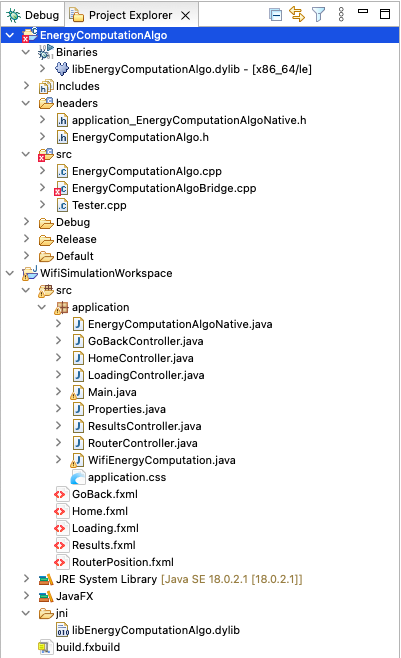 Debug Project Explorer
EnergyComputationAlgo
Binaries
libEnergyComputationAlgo.dylib - [x86_64/le]
Includes
headers
application_EnergyComputationAlgoNative.h
EnergyComputationAlgo.h
src
EnergyComputationAlgo.cpp
EnergyComputationAlgoBridge.cpp
Tester.cpp
Debug
Release
Default
WifiSimulationWorkspace
src
application
EnergyComputationAlgoNative.java
GoBackController.java
HomeController.java
LoadingController.java
Main.java
Properties.java
ResultsController.java
RouterController.java
WifiEnergyComputation.java
application.css
GoBack.fxml
Home.fxml
Loading.fxml
Results.fxml
RouterPosition.fxml
JRE System Library [Java SE 18.0.2.1 [18.0.2.1]]
JavaFX
jni
libEnergyComputationAlgo.dylib
build.fxbuild